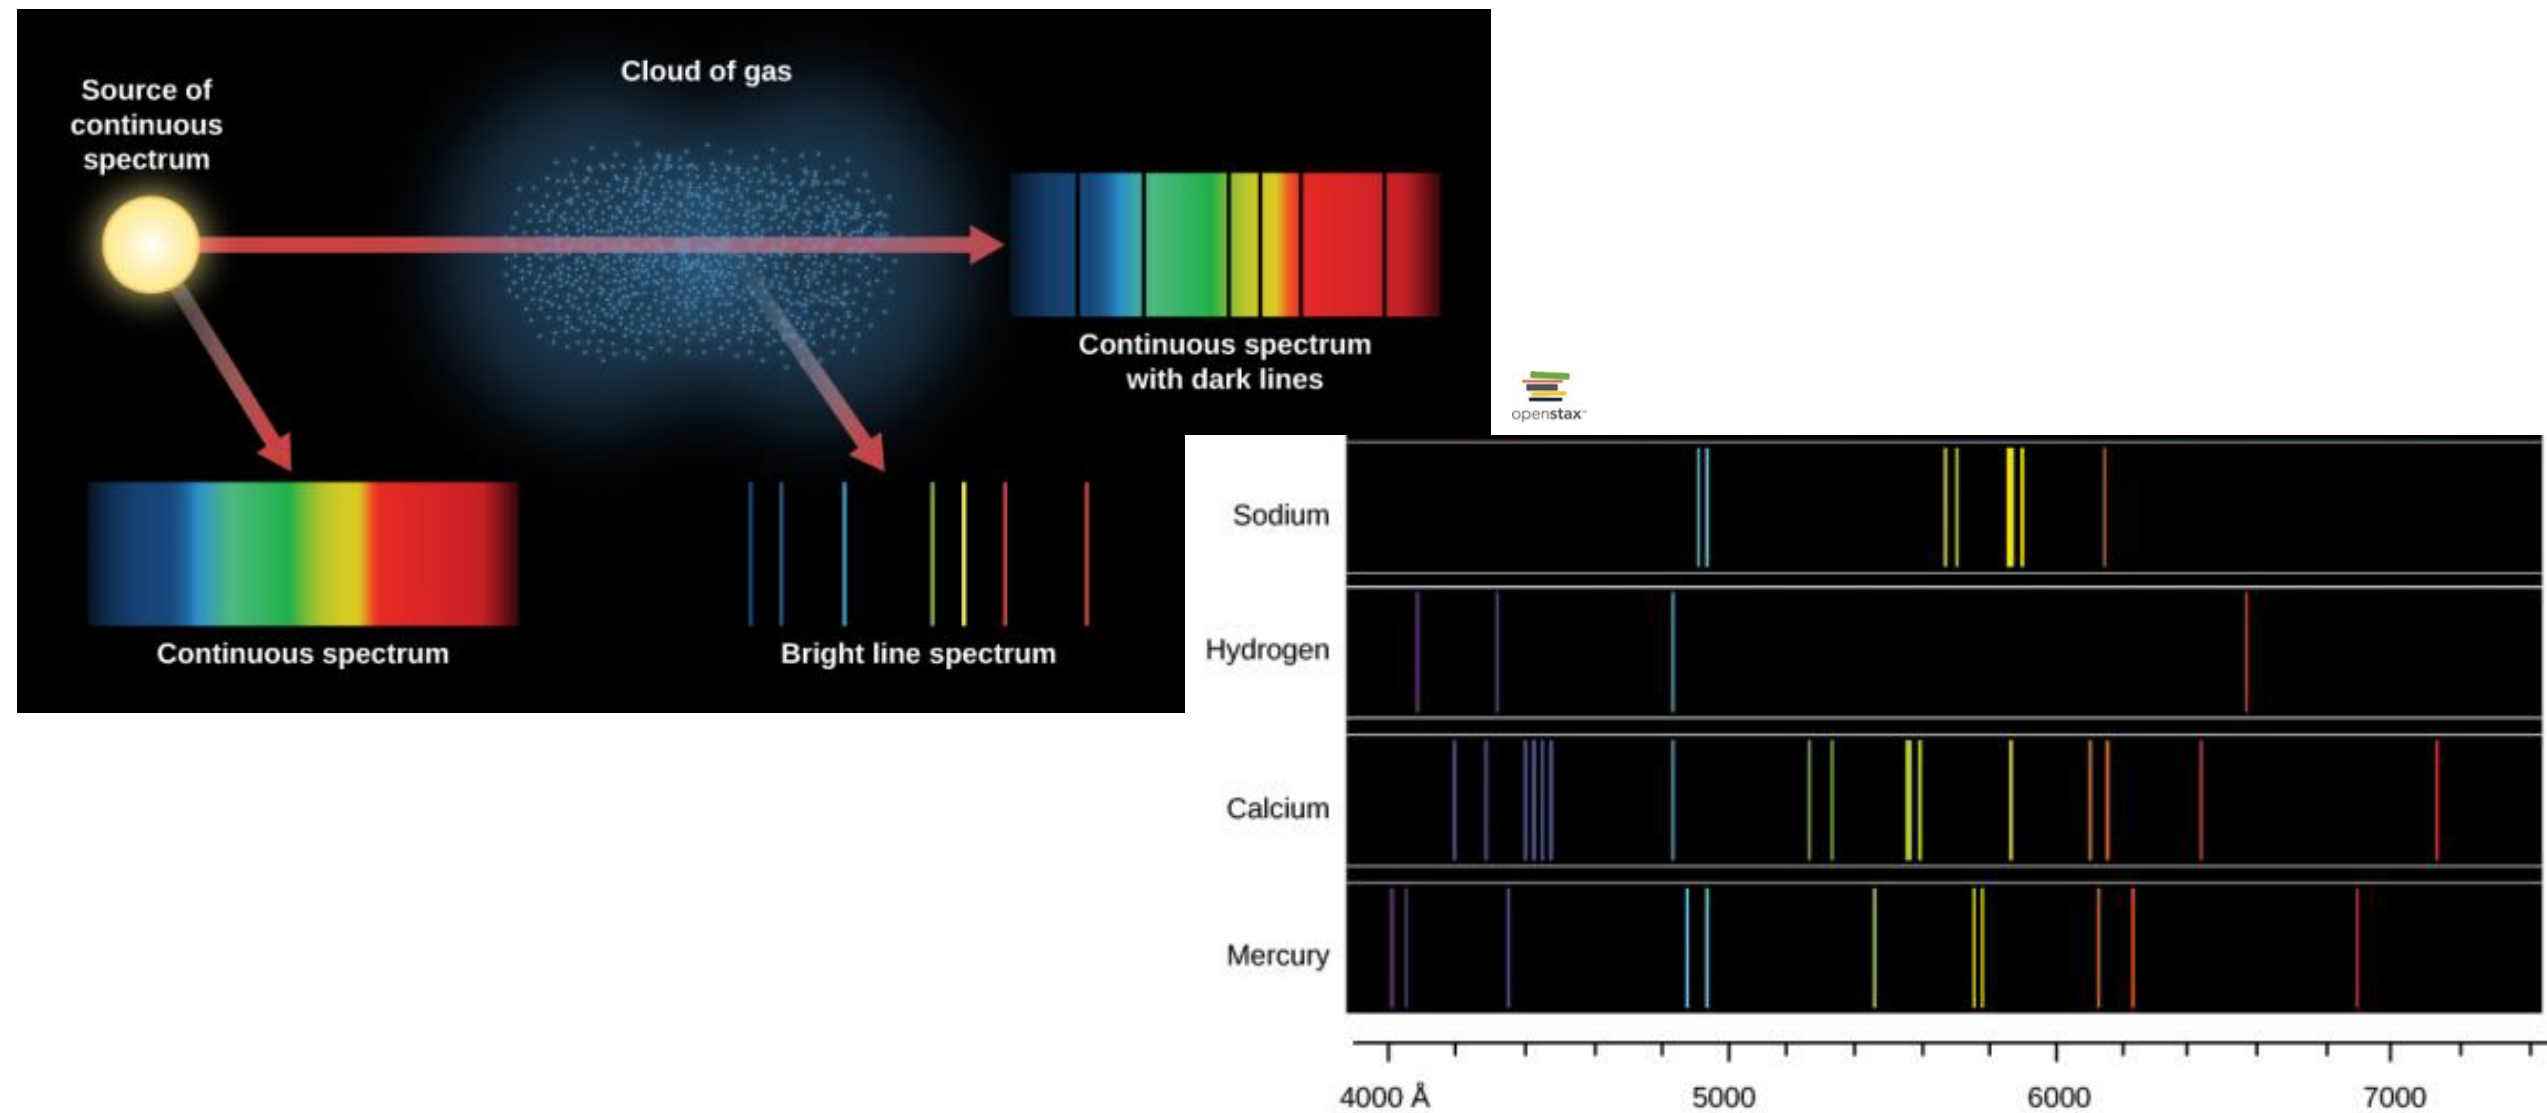 Source of
continuous
spectrum
Cloud of gas
Continuous spectrum
with dark lines
Continuous spectrum
Bright line spectrum
openstax™
Sodium
Hydrogen
Calcium
Mercury
4000 Å 5000 6000 7000